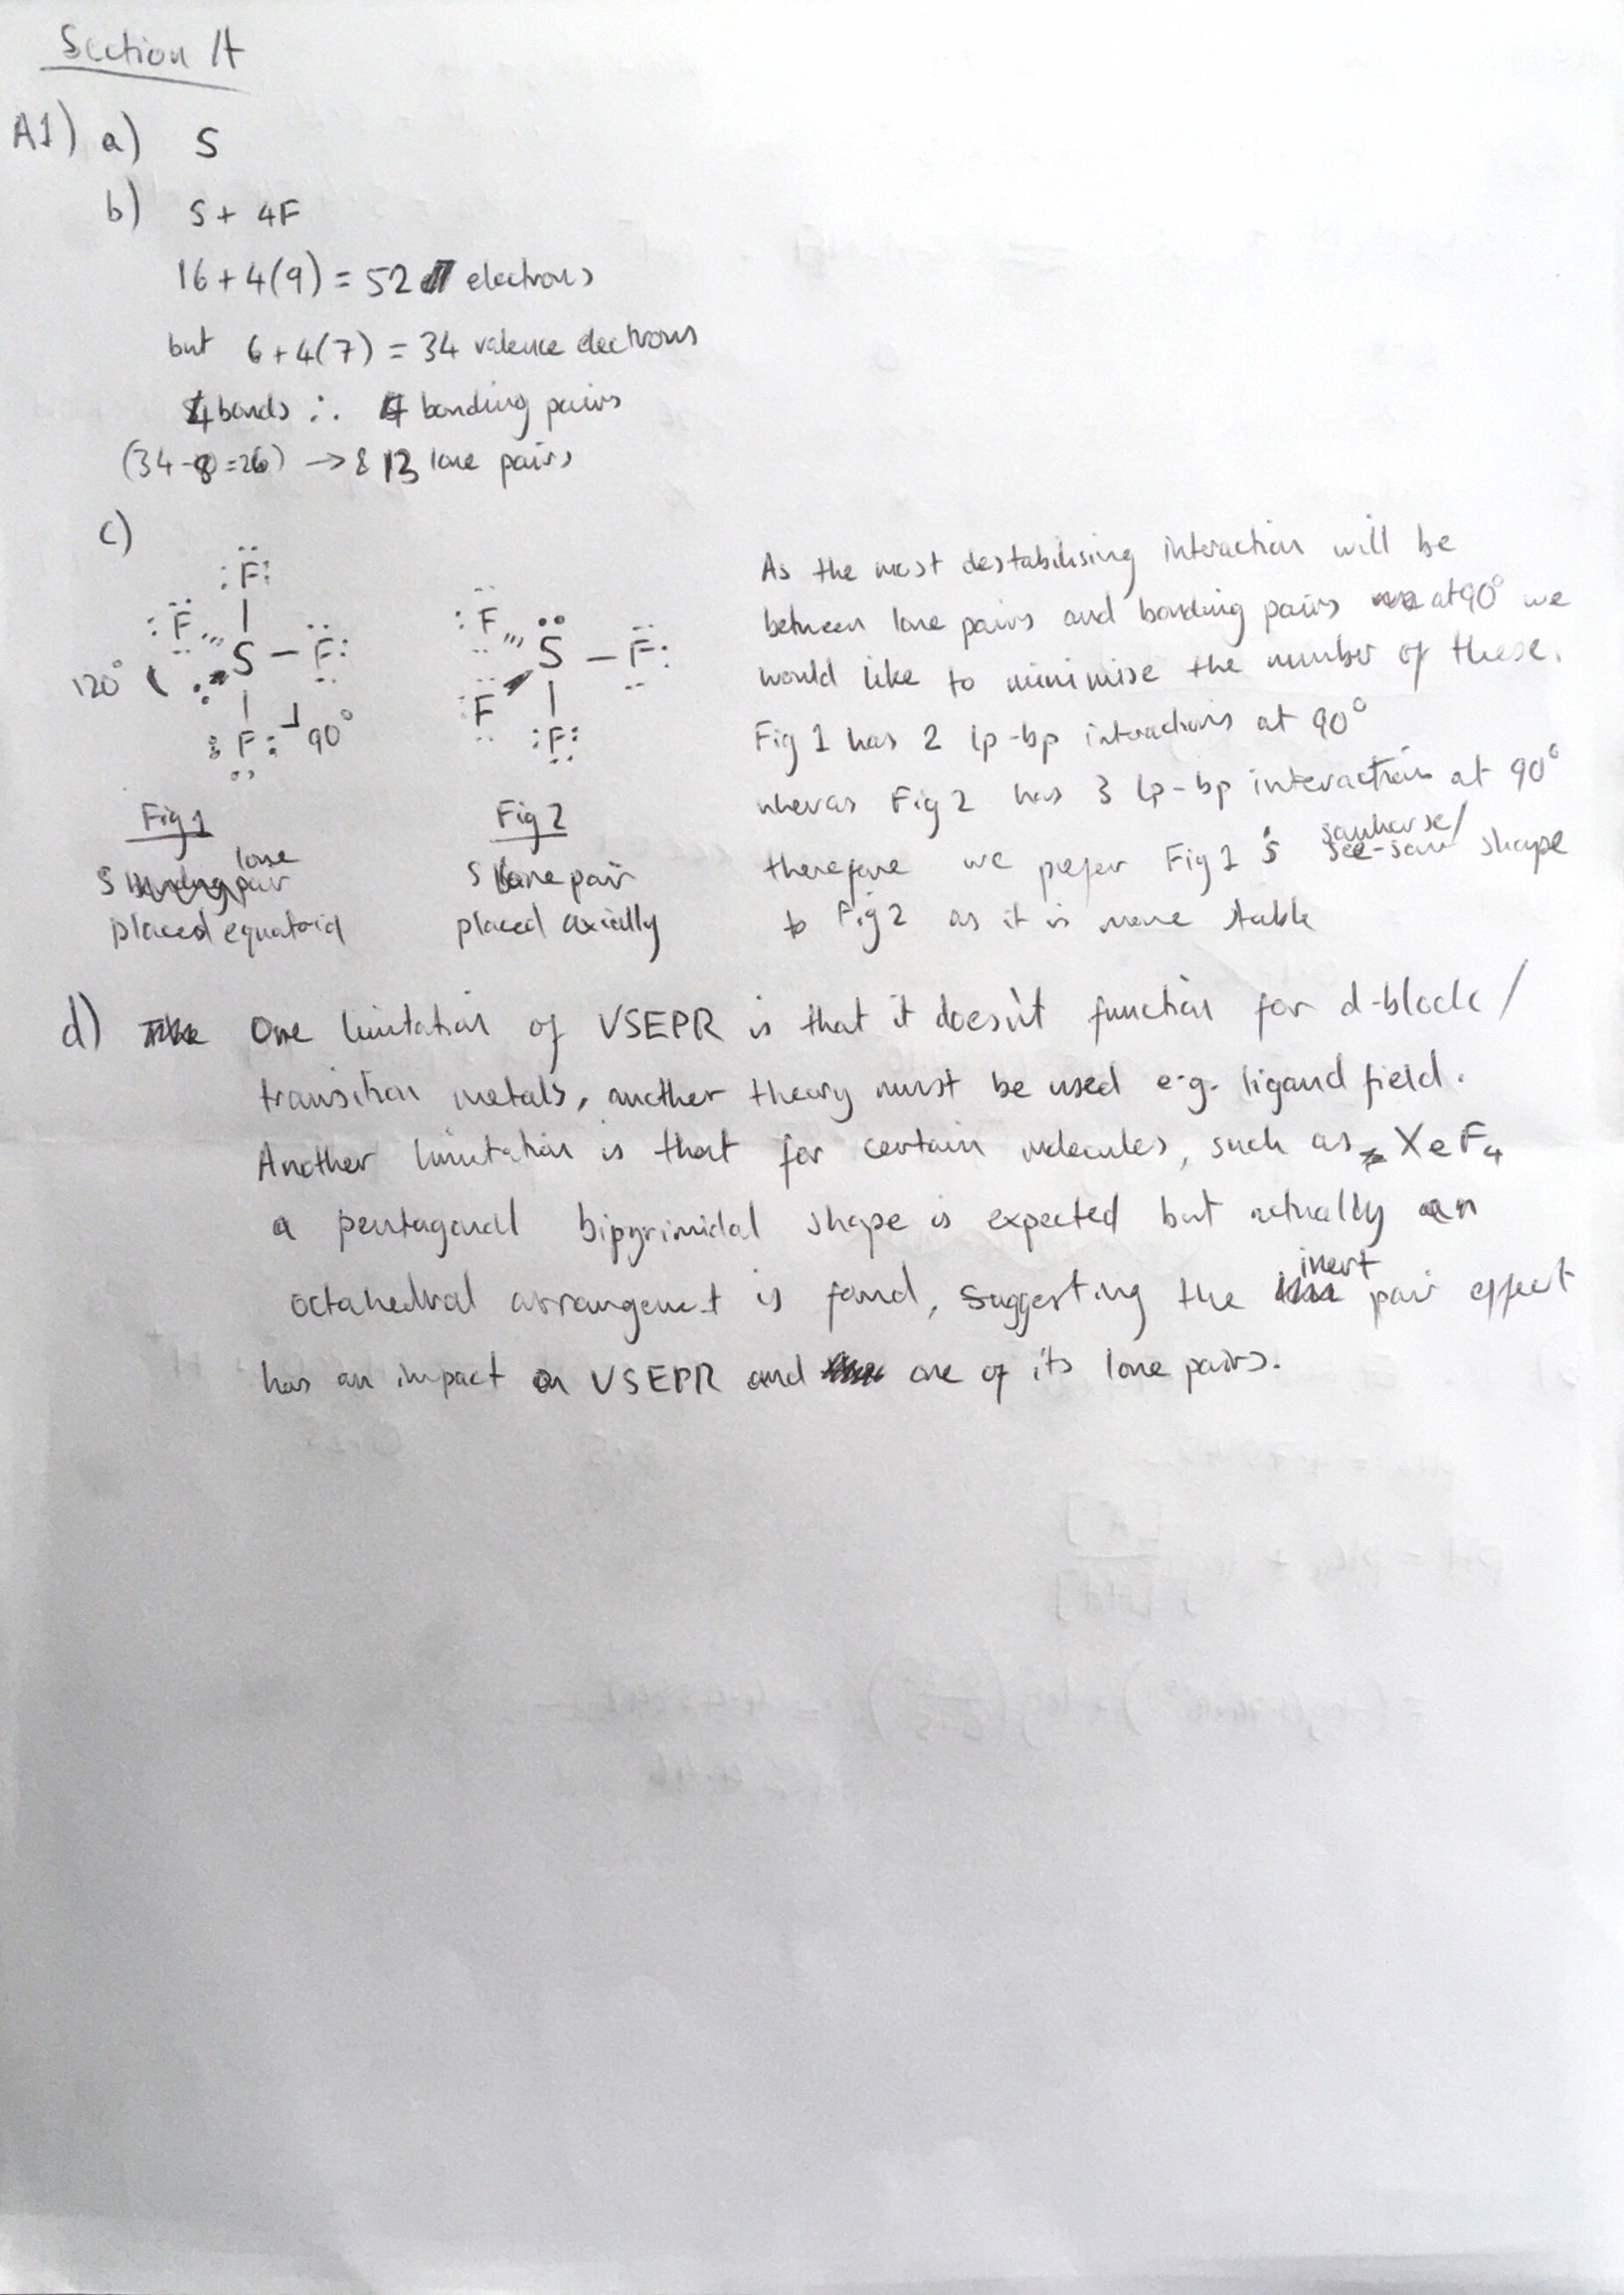 Section A
A1) a) S
b) S + 4F
16 + 4(9) = 52 electrons
but 6 + 4(7) = 34 valence electrons
4 bonds ∴ 4 bonding pairs
(34-8=26) → 13 lone pairs
c)
:F:
:F S - F:
120°
:F: 90°
Fig 1
S lone pair
placed equatorial
:F S - F:
F
:F:
Fig 2
S lone pair
placed axially
As the most destabilising interaction will be
between lone pairs and bonding pairs at 90° we
would like to minimise the number of these.
Fig 1 has 2 lp-bp interactions at 90°
wheras Fig 2 has 3 lp-bp interactions at 90°
therefore we prefer Fig 1's sawhorse/see-saw shape
to Fig 2 as it is more stable
d) One limitation of VSEPR is that it doesn't function for d-block/
transition metals, another theory must be used e.g. ligand field.
Another limitation is that for certain molecules, such as XeF₄
a pentagonal bipyrimidal shape is expected but actually an
octahedral arrangement is found, suggesting the inert pair effect
has an impact on VSEPR and one of its lone pairs.